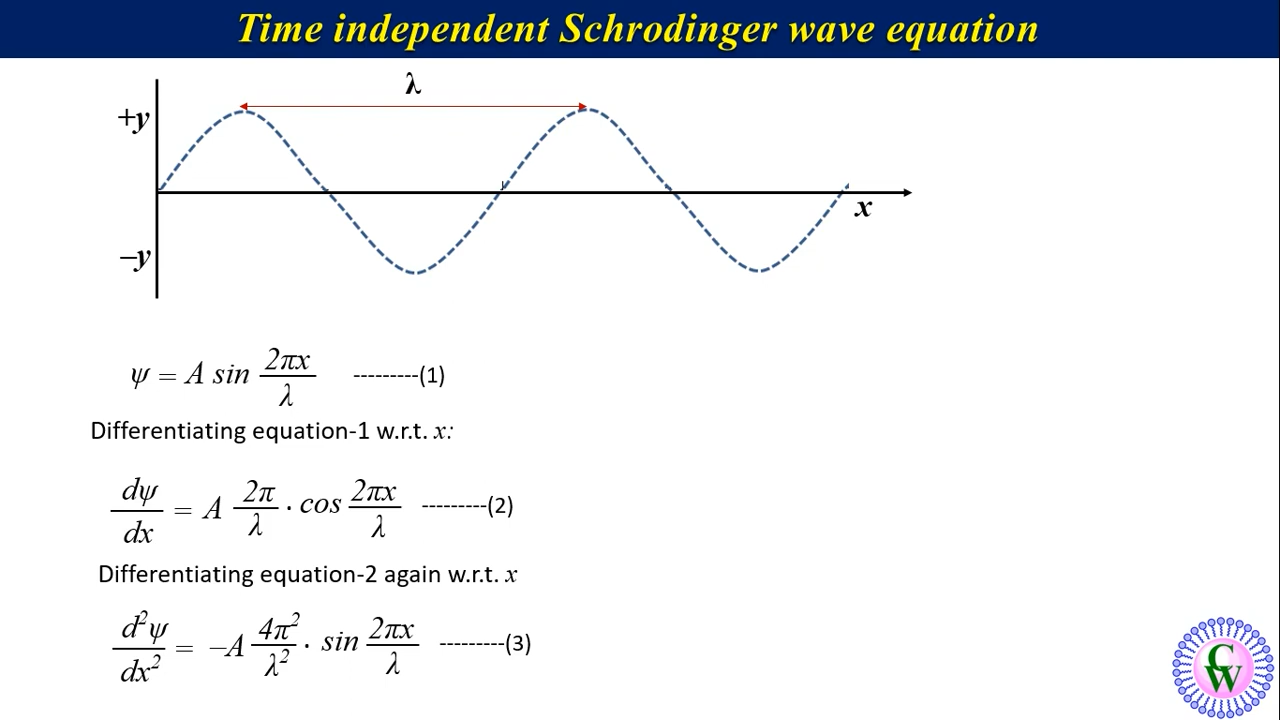 Time independent Schrodinger wave equation
λ
+y
–y
x
ψ = A sin 2πx/λ ---------(1)
Differentiating equation-1 w.r.t. x:
dψ/dx = A 2π/λ · cos 2πx/λ ---------(2)
Differentiating equation-2 again w.r.t. x
d²ψ/dx² = –A 4π²/λ² · sin 2πx/λ ---------(3)
CW